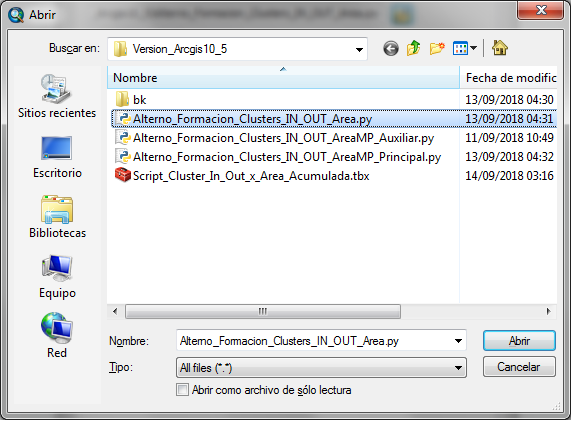 Abrir
Buscar en: Version_Arcgis10_5
Nombre Fecha de modific
bk 13/09/2018 04:30
Alterno_Formacion_Clusters_IN_OUT_Area.py 13/09/2018 04:31
Alterno_Formacion_Clusters_IN_OUT_AreaMP_Auxiliar.py 11/09/2018 10:49
Alterno_Formacion_Clusters_IN_OUT_AreaMP_Principal.py 13/09/2018 04:32
Script_Cluster_In_Out_x_Area_Acumulada.tbx 14/09/2018 03:16
Sitios recientes
Escritorio
Bibliotecas
Equipo
Red
Nombre: Alterno_Formacion_Clusters_IN_OUT_Area.py Abrir
Tipo: All files (*.*) Cancelar
Abrir como archivo de sólo lectura